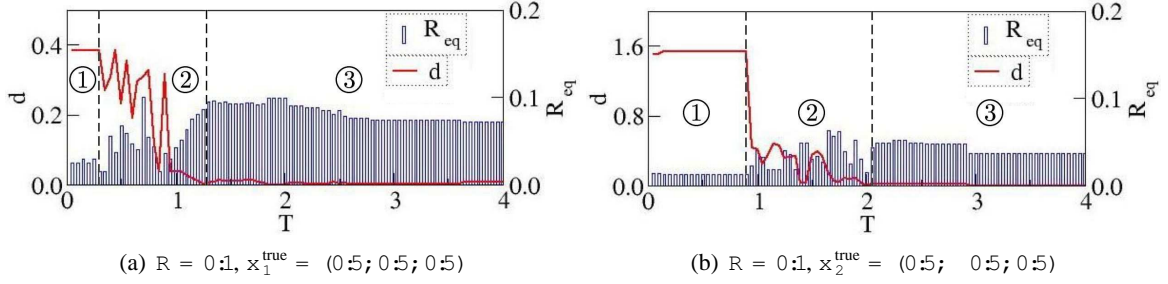 0.4
0.2
0.0
d
0.2
0.1
0.0
R eq
R eq
d
① ② ③
0 1 2 3 4
T
1.6
0.8
0.0
d
0.2
0.1
0.0
R eq
R eq
d
① ② ③
0 1 2 3 4
T
(a) R = 0:1, x₁^true = (0:5; 0:5; 0:5)
(b) R = 0:1, x₂^true = (0:5; 0:5; 0:5)